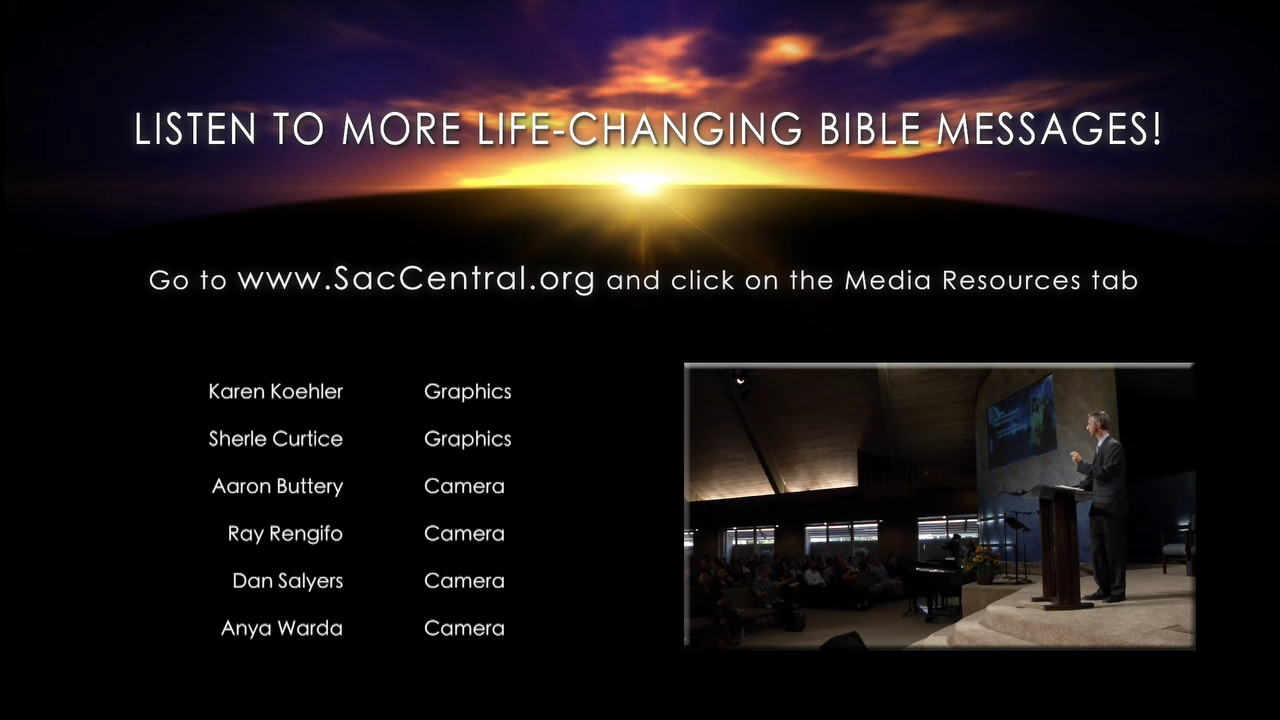 LISTEN TO MORE LIFE-CHANGING BIBLE MESSAGES!
Go to www.SacCentral.org and click on the Media Resources tab
Karen Koehler Graphics
Sherle Curtice Graphics
Aaron Buttery Camera
Ray Rengifo Camera
Dan Salyers Camera
Anya Warda Camera